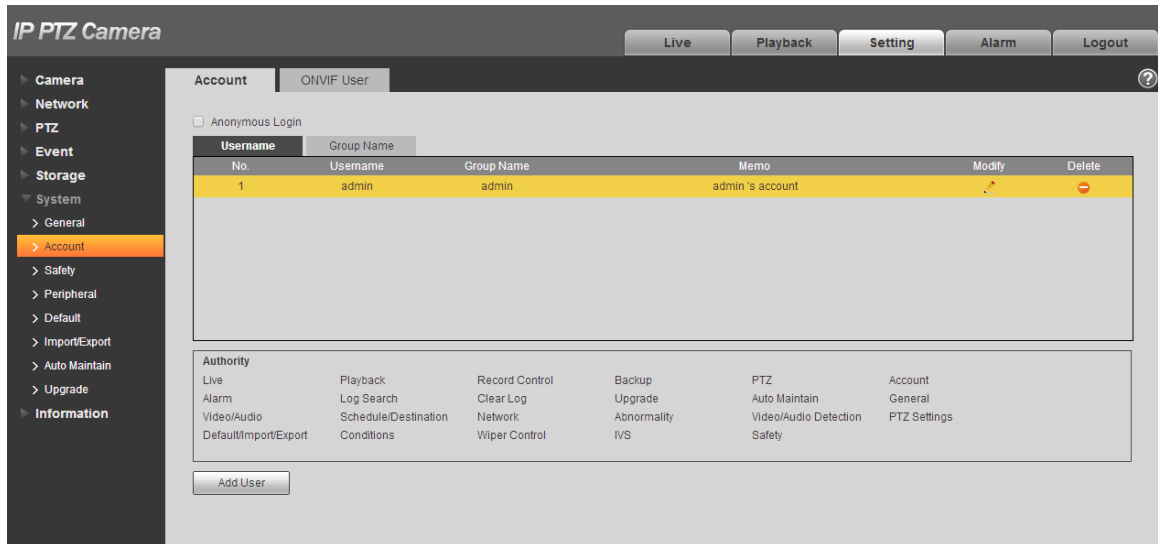 IP PTZ Camera
Live Playback Setting Alarm Logout
Camera
Network
PTZ
Event
Storage
System
General
Account
Safety
Peripheral
Default
Import/Export
Auto Maintain
Upgrade
Information
Account ONVIF User
?
Anonymous Login
Username Group Name
No. Username Group Name Memo Modify Delete
1 admin admin admin 's account
Authority
Live Playback Record Control Backup PTZ Account
Alarm Log Search Clear Log Upgrade Auto Maintain General
Video/Audio Schedule/Destination Network Abnormality Video/Audio Detection PTZ Settings
Default/Import/Export Conditions Wiper Control IVS Safety
Add User